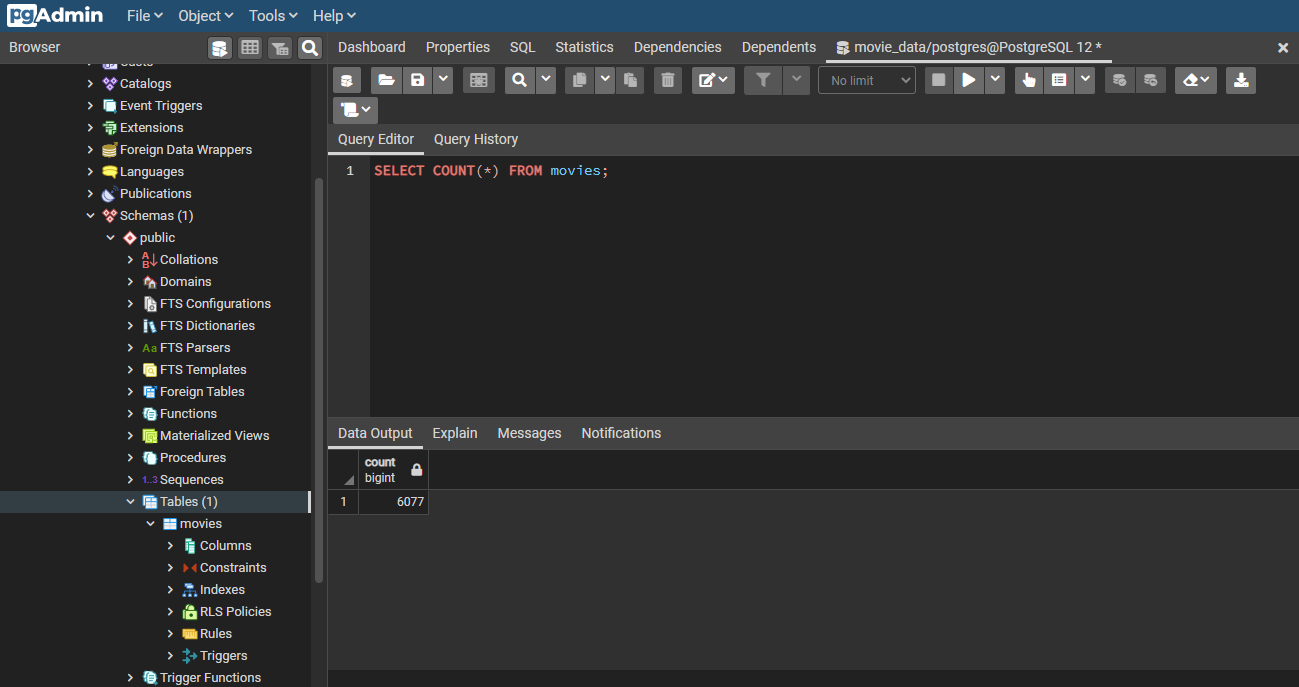 pgAdmin File Object Tools Help
Browser
Dashboard Properties SQL Statistics Dependencies Dependents movie_data/postgres@PostgreSQL 12 *
No limit
Casts
Catalogs
Event Triggers
Extensions
Foreign Data Wrappers
Languages
Publications
Schemas (1)
public
Collations
Domains
FTS Configurations
FTS Dictionaries
Aa FTS Parsers
FTS Templates
Foreign Tables
Functions
Materialized Views
Procedures
1..3 Sequences
Tables (1)
movies
Columns
Constraints
Indexes
RLS Policies
Rules
Triggers
Trigger Functions
Query Editor Query History
1 SELECT COUNT(*) FROM movies;
Data Output Explain Messages Notifications
count
bigint
1 6077